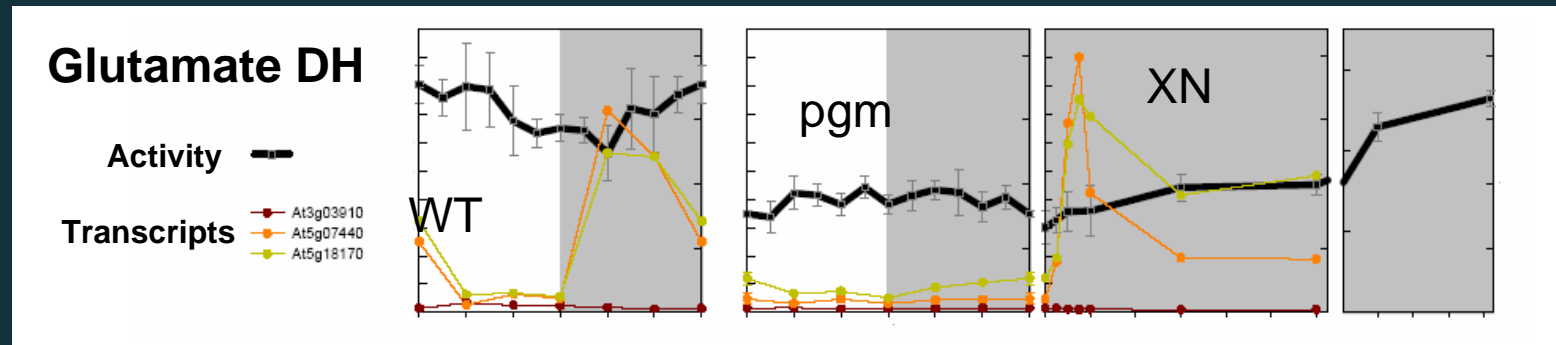 Glutamate DH
Activity
Transcripts
At3g03910
At5g07440
At5g18170
WT
pgm
XN